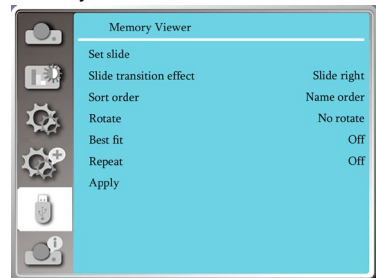 Memory Viewer
Set slide
Slide transition effect Slide right
Sort order Name order
Rotate No rotate
Best fit Off
Repeat Off
Apply